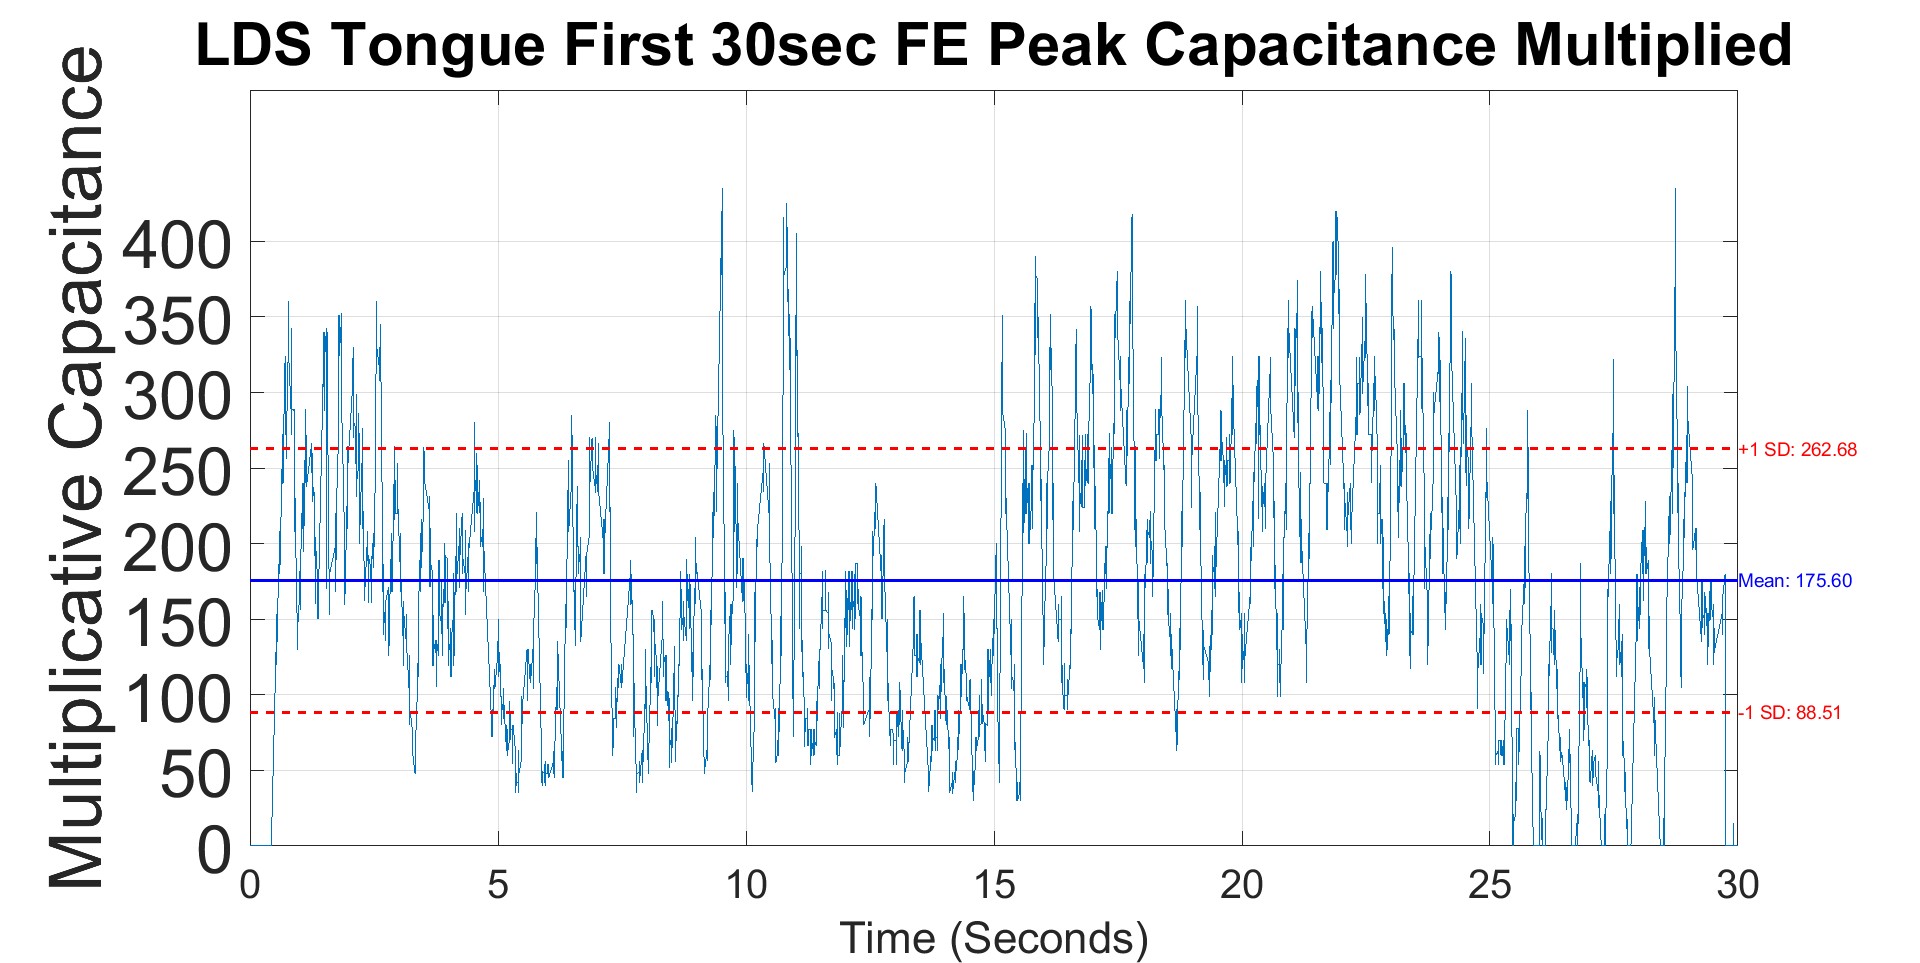 LDS Tongue First 30sec FE Peak Capacitance Multiplied
Multiplicative Capacitance
400
350
300
250
200
150
100
50
0
+1 SD: 262.68
Mean: 175.60
-1 SD: 88.51
0 5 10 15 20 25 30
Time (Seconds)